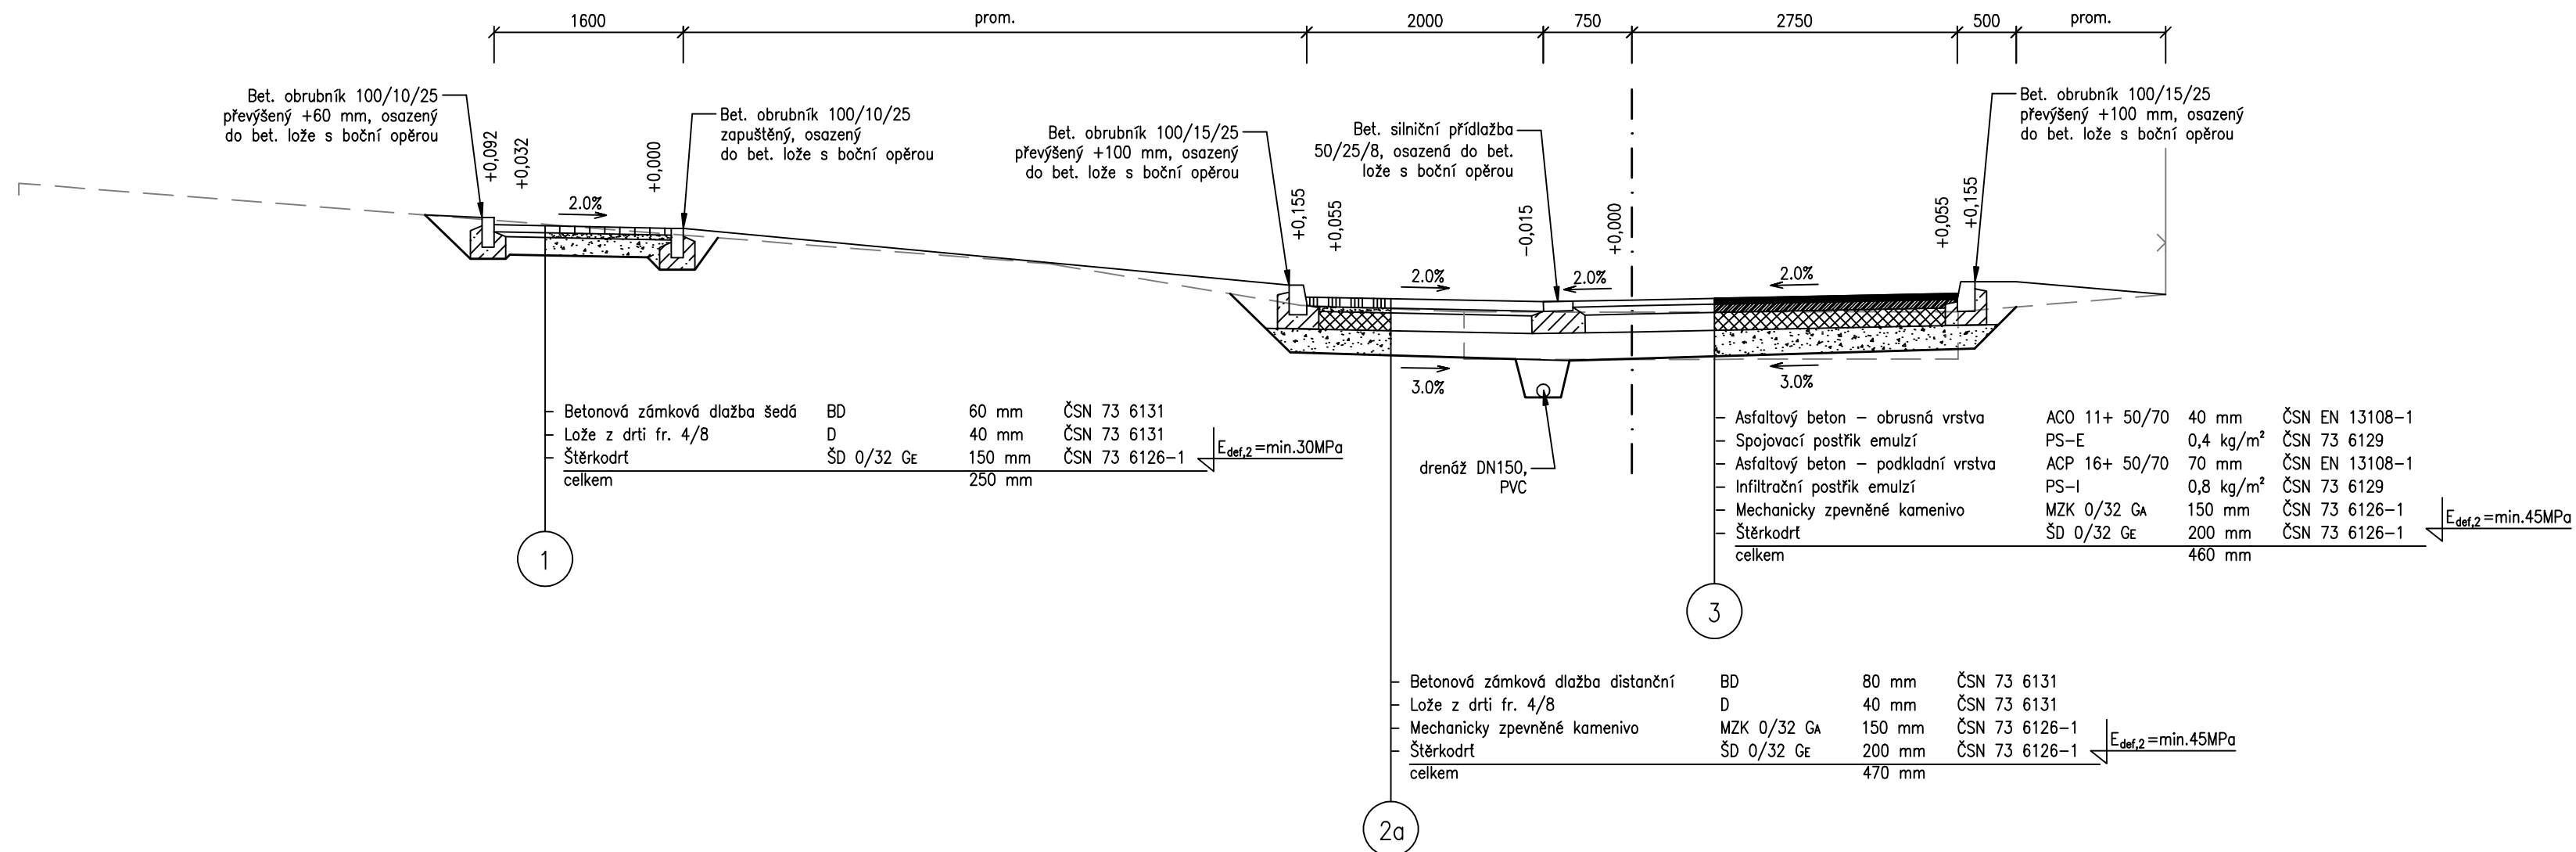 1600
prom.
2000
750
2750
500
prom.
Bet. obrubník 100/10/25
převýšený +60 mm, osazený
do bet. lože s boční opěrou
+0,092
+0,032
+0,000
Bet. obrubník 100/10/25
zapuštěný, osazený
do bet. lože s boční opěrou
Bet. obrubník 100/15/25
převýšený +100 mm, osazený
do bet. lože s boční opěrou
+0,155
+0,055
Bet. silniční přídlažba
50/25/8, osazená do bet.
lože s boční opěrou
-0,015
+0,000
+0,055
+0,155
Bet. obrubník 100/15/25
převýšený +100 mm, osazený
do bet. lože s boční opěrou
2.0%
2.0%
2.0%
2.0%
3.0%
3.0%
drenáž DN150,
PVC
Betonová zámková dlažba šedá BD 60 mm ČSN 73 6131
Lože z drti fr. 4/8 D 40 mm ČSN 73 6131
Štěrkodrť ŠD 0/32 GE 150 mm ČSN 73 6126-1
Edef,2=min.30MPa
celkem 250 mm
1
Asfaltový beton – obrusná vrstva ACO 11+ 50/70 40 mm ČSN EN 13108-1
Spojovací postřik emulzí PS-E 0,4 kg/m² ČSN 73 6129
Asfaltový beton – podkladní vrstva ACP 16+ 50/70 70 mm ČSN EN 13108-1
Infiltrační postřik emulzí PS-I 0,8 kg/m² ČSN 73 6129
Mechanicky zpevněné kamenivo MZK 0/32 GA 150 mm ČSN 73 6126-1
Štěrkodrť ŠD 0/32 GE 200 mm ČSN 73 6126-1
Edef,2=min.45MPa
celkem 460 mm
3
Betonová zámková dlažba distanční BD 80 mm ČSN 73 6131
Lože z drti fr. 4/8 D 40 mm ČSN 73 6131
Mechanicky zpevněné kamenivo MZK 0/32 GA 150 mm ČSN 73 6126-1
Štěrkodrť ŠD 0/32 GE 200 mm ČSN 73 6126-1
Edef,2=min.45MPa
celkem 470 mm
2a